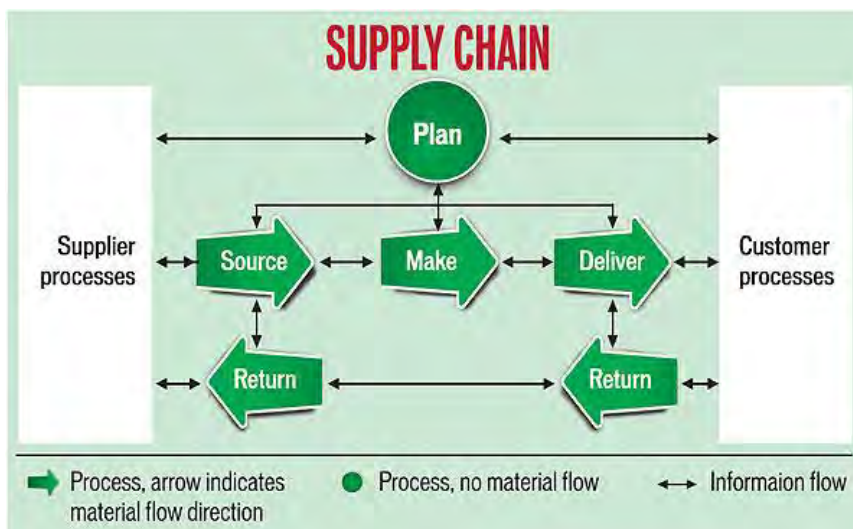 SUPPLY CHAIN
Plan
Supplier
processes
Source
Make
Deliver
Customer
processes
Return
Return
Process, arrow indicates
material flow direction
Process, no material flow
Informaion flow